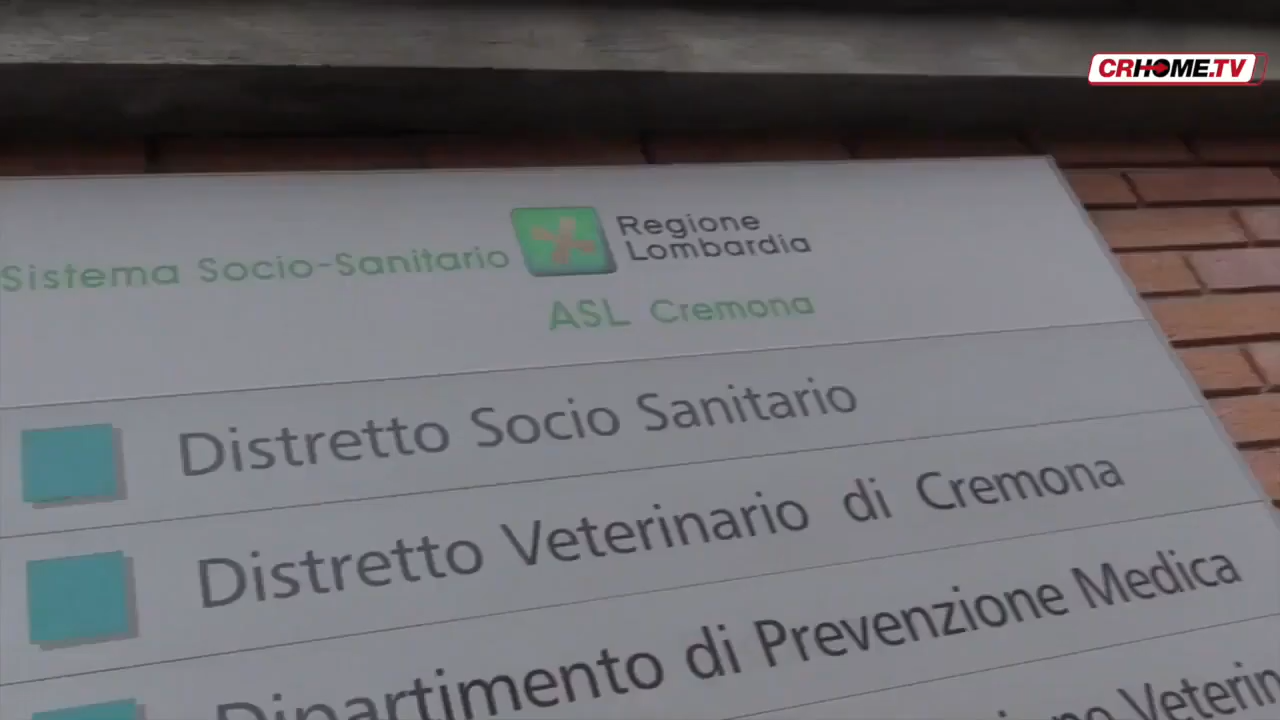 CRHOME.TV
Sistema Socio-Sanitario
Regione
Lombardia
ASL Cremona
Distretto Socio Sanitario
Distretto Veterinario di Cremona
Dipartimento di Prevenzione Medica